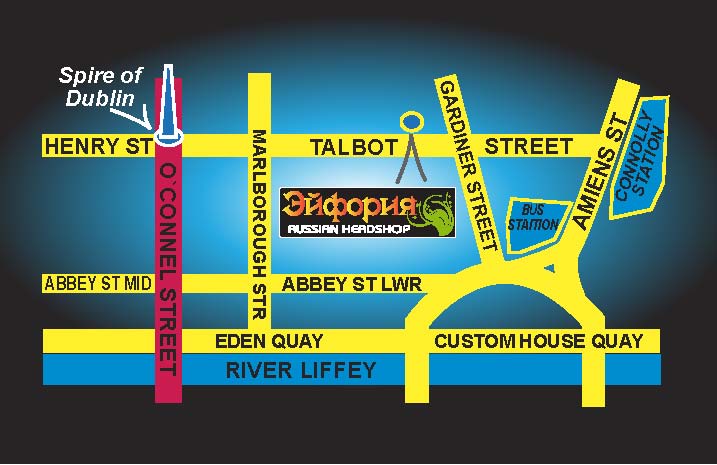 Spire of
Dublin
HENRY ST
TALBOT
STREET
GARDINER STREET
AMIENS ST
CONNOLLY
STATION
MARLBOROUGH STR
O`CONNEL STREET
Эйфория
RUSSIAN HEADSHOP
BUS
STATION
ABBEY ST MID
ABBEY ST LWR
EDEN QUAY
CUSTOM HOUSE QUAY
RIVER LIFFEY